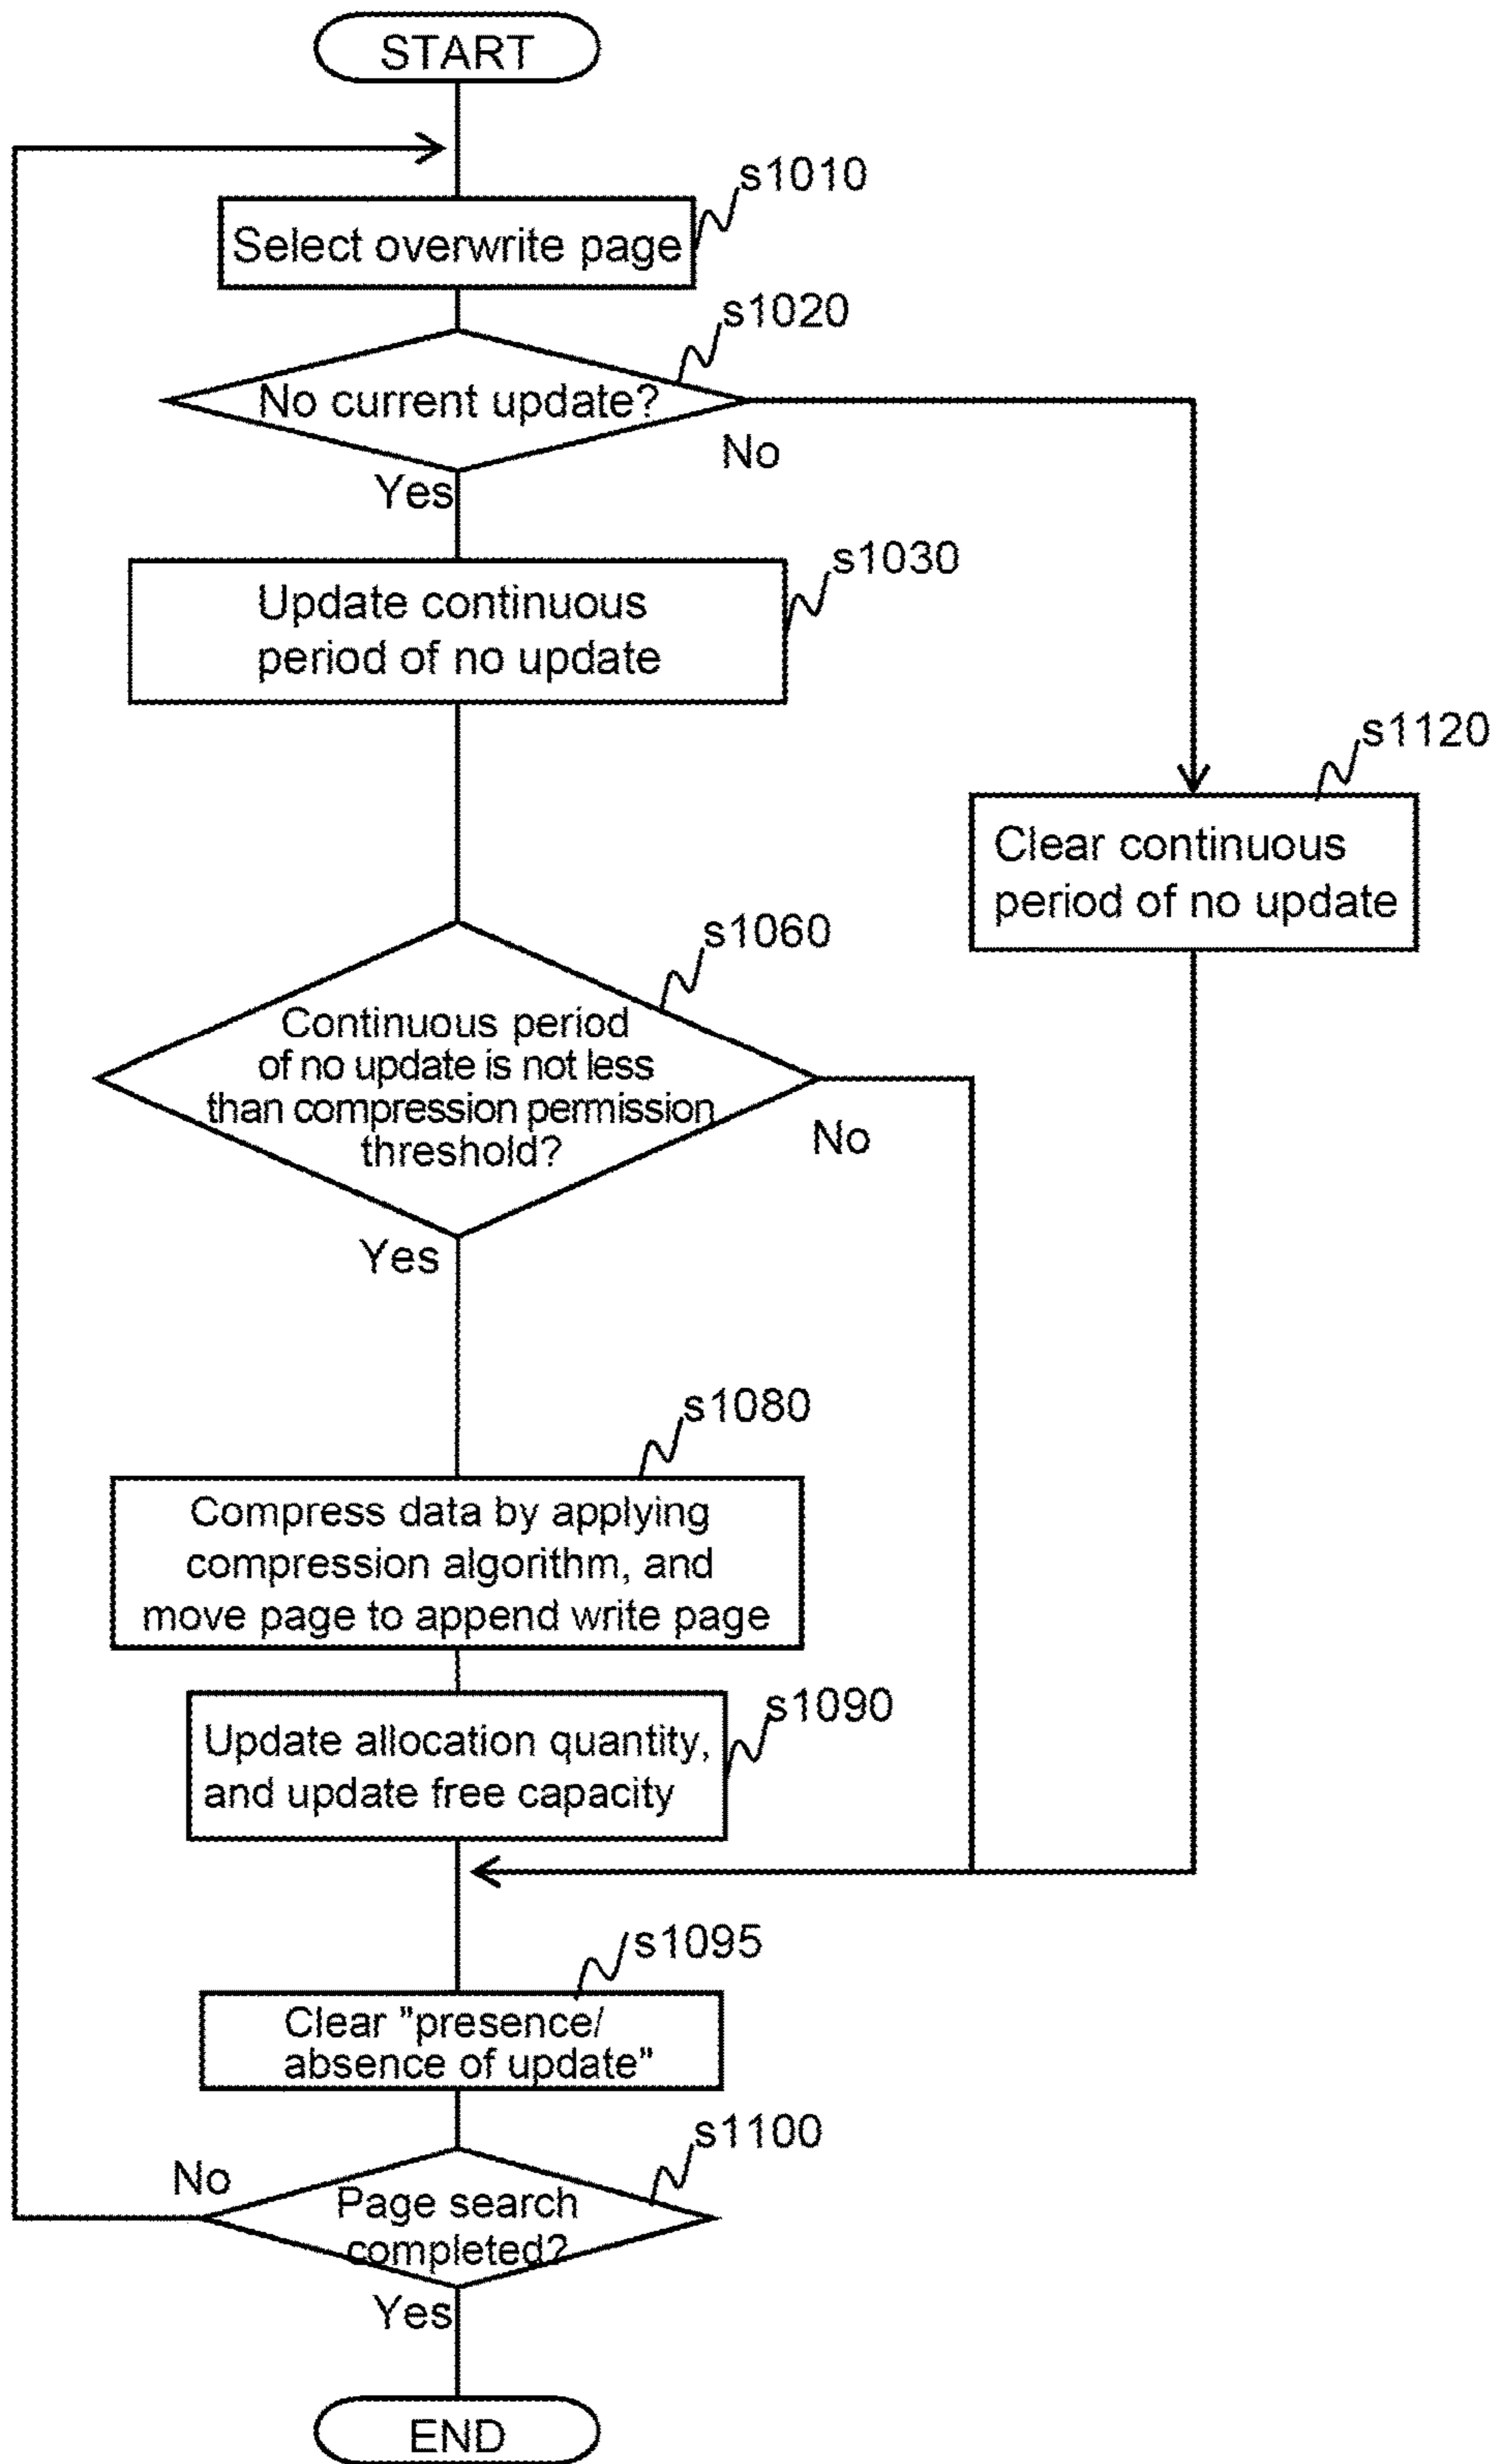 START
s1010
Select overwrite page
s1020
No current update?
No
Yes
s1030
Update continuous
period of no update
s1120
Clear continuous
period of no update
s1060
Continuous period
of no update is not less
than compression permission
threshold?
No
Yes
s1080
Compress data by applying
compression algorithm, and
move page to append write page
s1090
Update allocation quantity,
and update free capacity
s1095
Clear "presence/
absence of update"
s1100
No
Page search
completed?
Yes
END